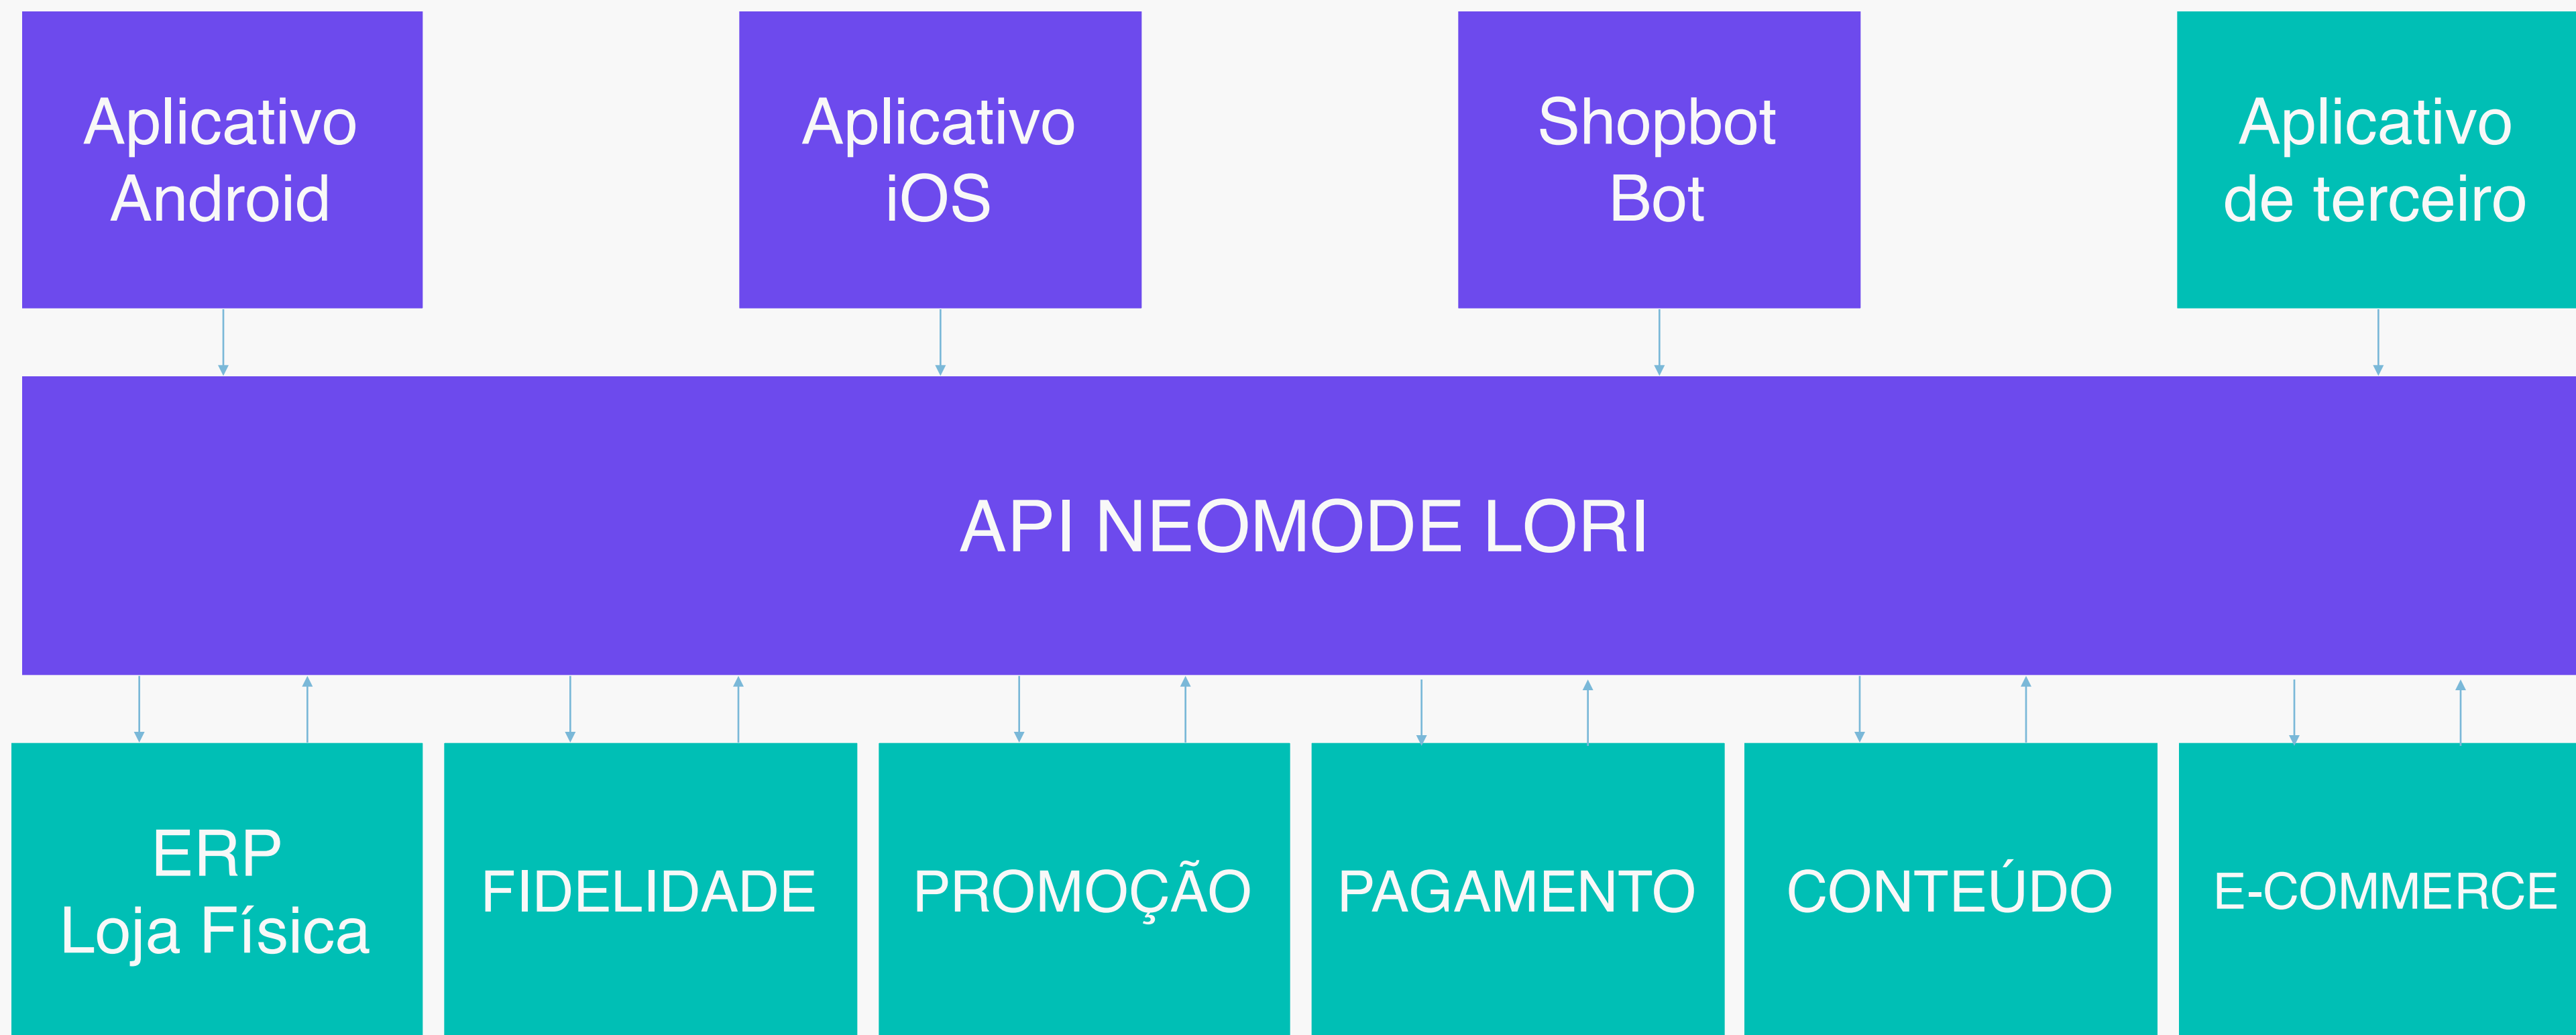 Aplicativo
Android
Aplicativo
iOS
Shopbot
Bot
Aplicativo
de terceiro
API NEOMODE LORI
ERP
Loja Física
FIDELIDADE
PROMOÇÃO
PAGAMENTO
CONTEÚDO
E-COMMERCE